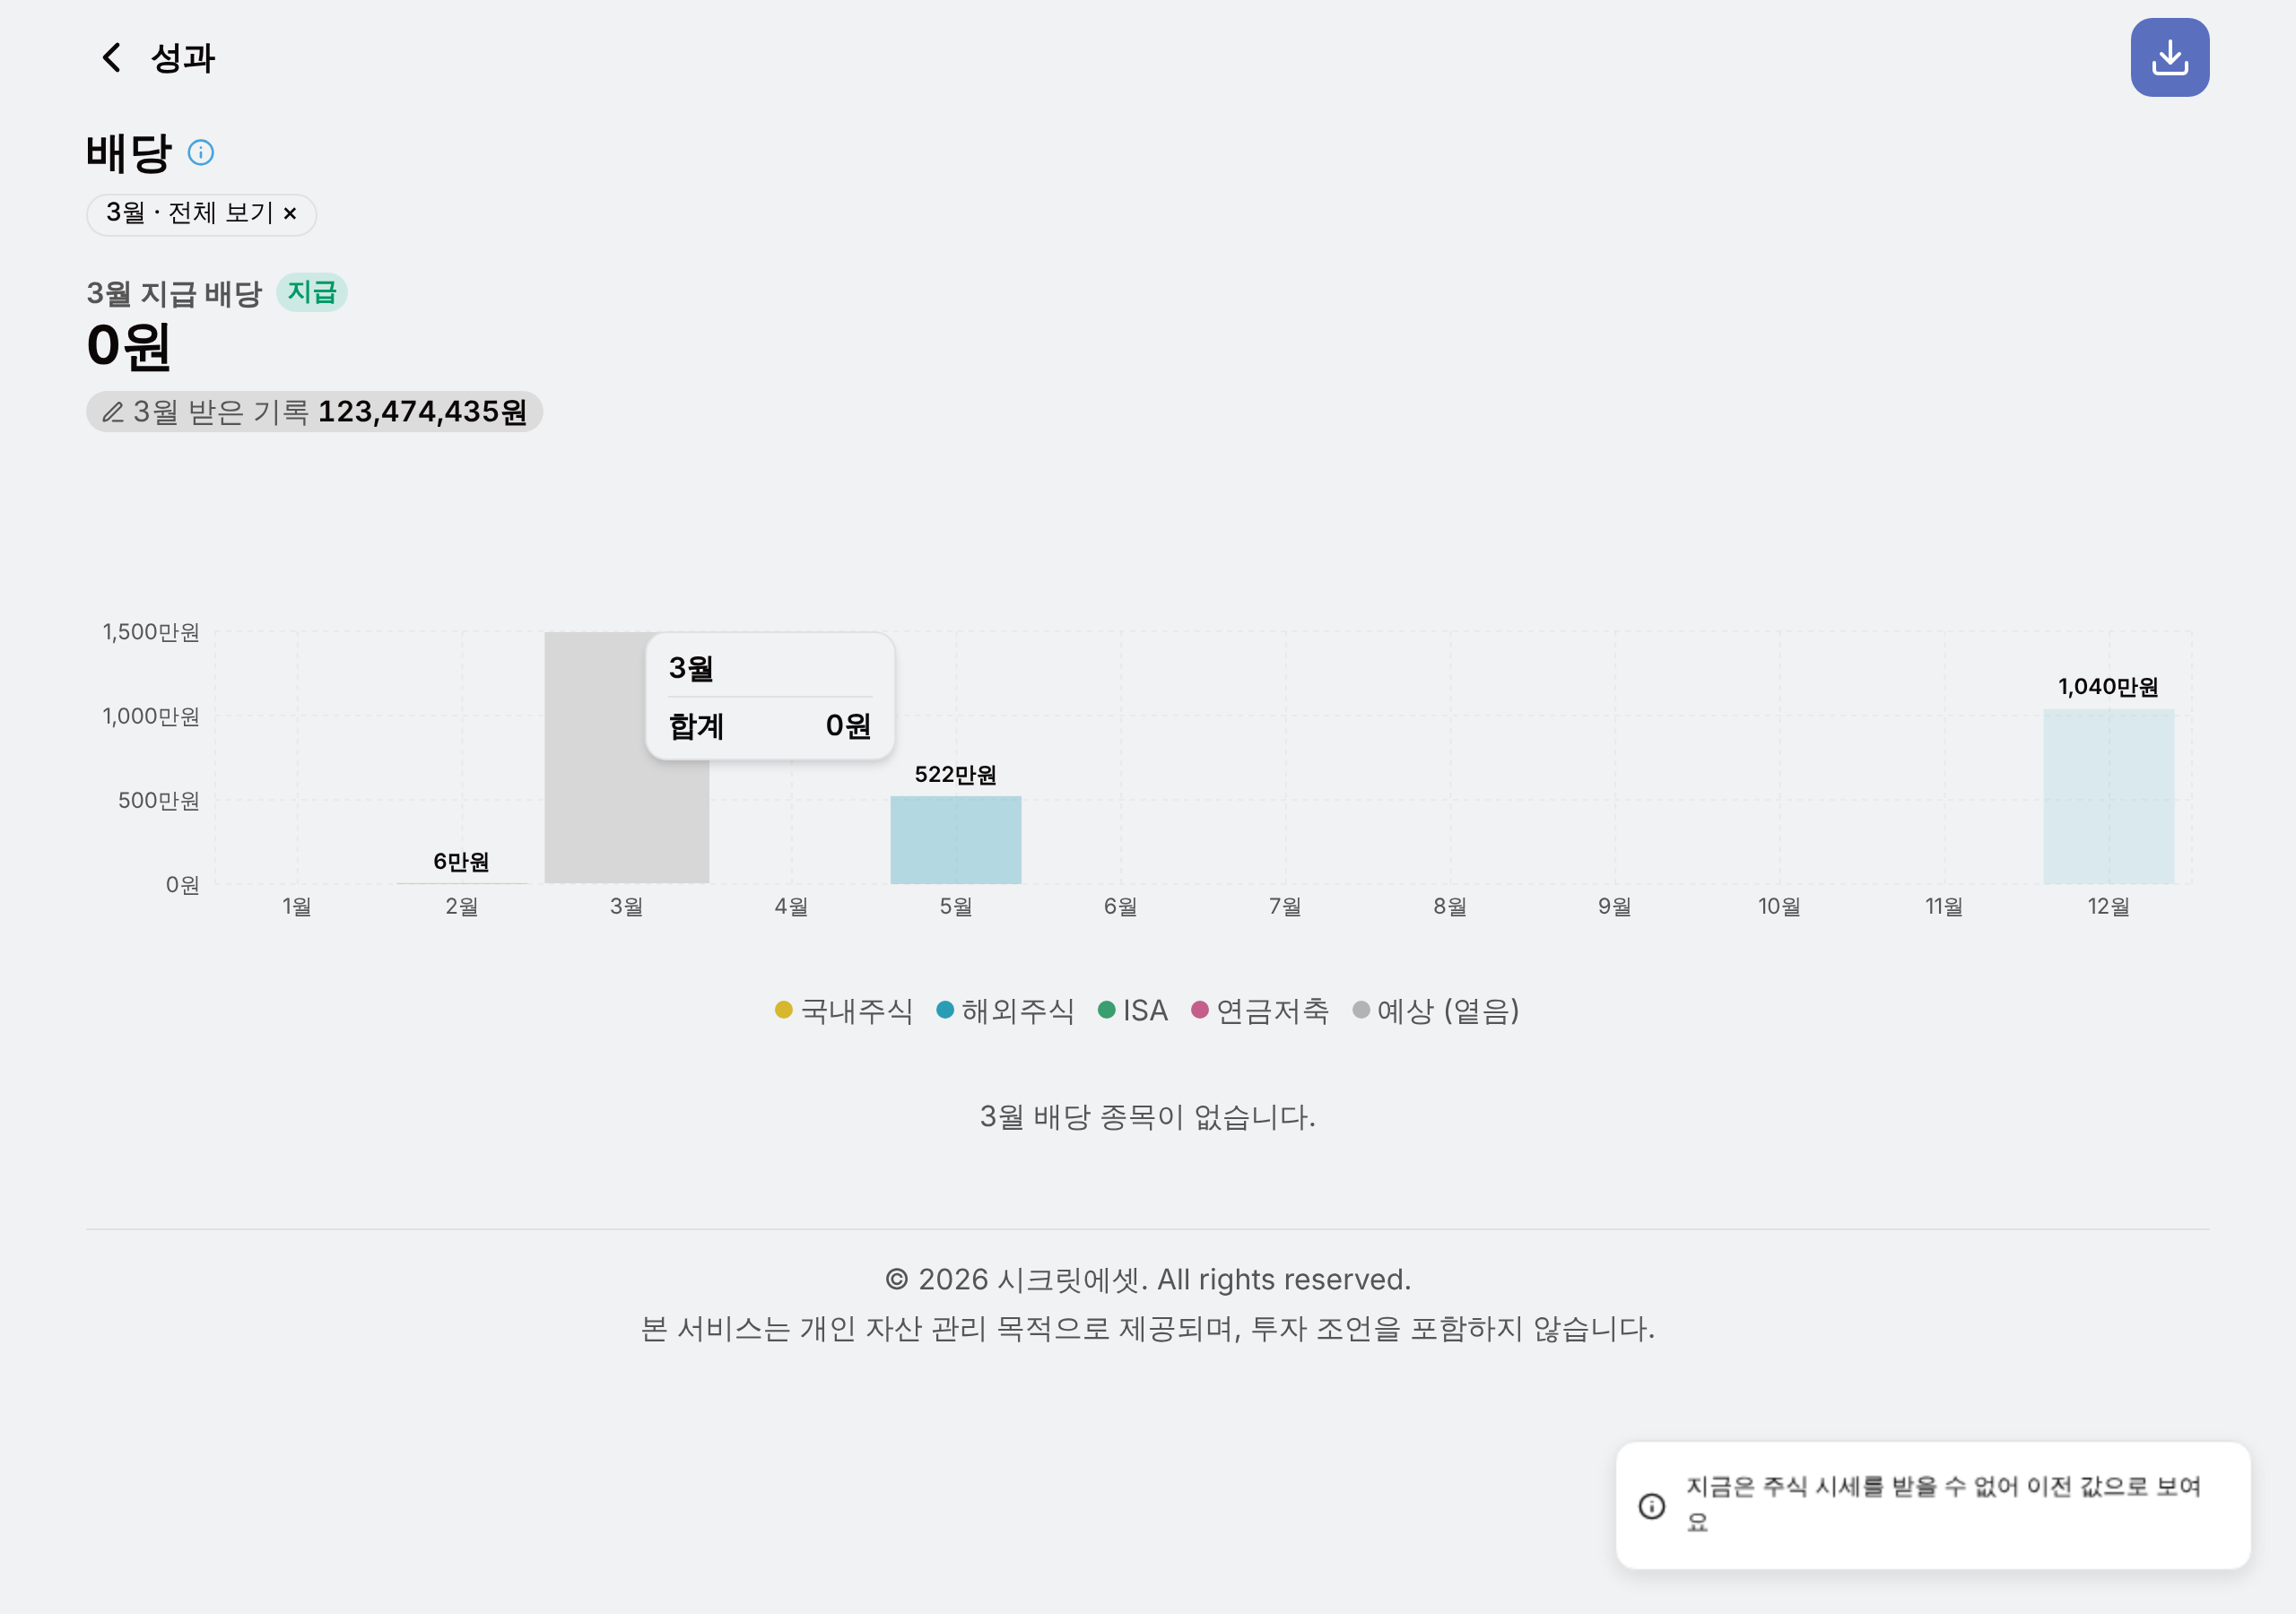 성과
배당
3월 · 전체 보기 ×
3월 지급 배당 지급
0원
3월 받은 기록 123,474,435원
1,500만원
1,000만원
500만원
0원
3월
합계 0원
6만원
522만원
1,040만원
1월 2월 3월 4월 5월 6월 7월 8월 9월 10월 11월 12월
국내주식 해외주식 ISA 연금저축 예상 (옅음)
3월 배당 종목이 없습니다.
© 2026 시크릿에셋. All rights reserved.
본 서비스는 개인 자산 관리 목적으로 제공되며, 투자 조언을 포함하지 않습니다.
지금은 주식 시세를 받을 수 없어 이전 값으로 보여
요